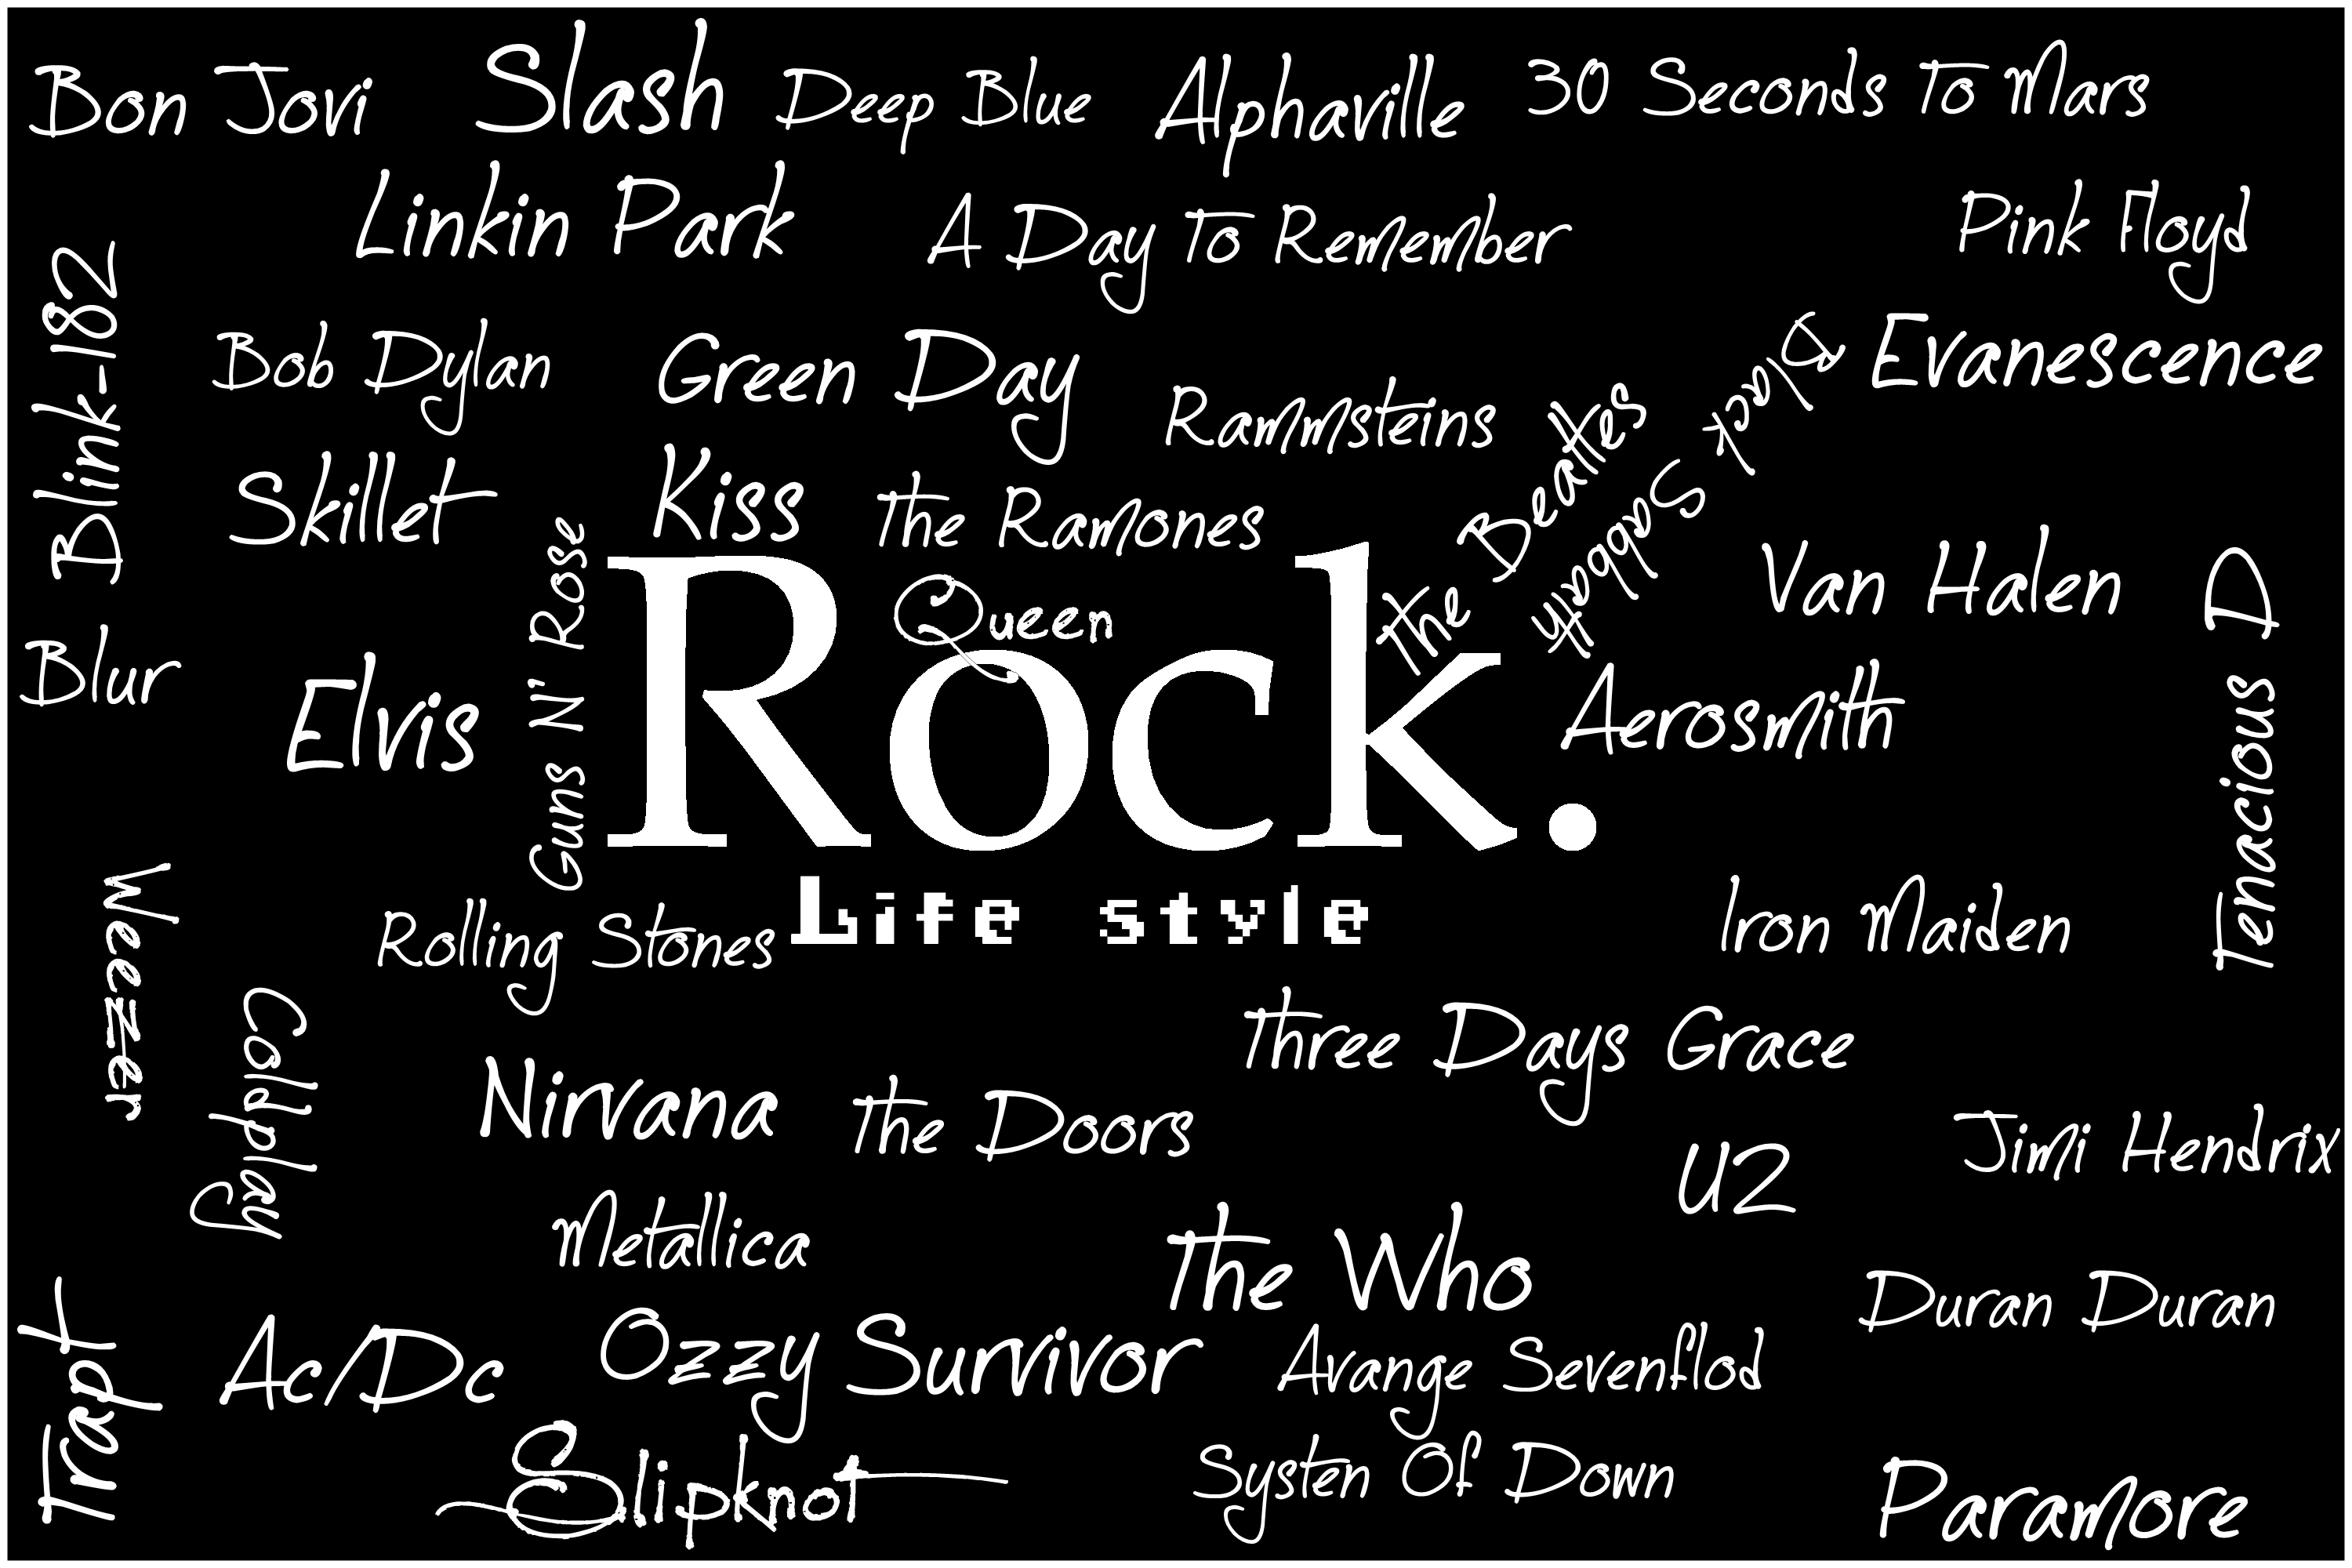 Bon Jovi
Slash
Deep Blue
Alphaville
30 Seconds To Mars
Linkin Park
A Day To Remember
Pink Floyd
Blink-182
Bob Dylan
Green Day
Rammsteins
The Beatles
Black Sabbath
Evanescence
Skillet
Kiss
The Ramones
Guns N' Rose
Rock.
Queen
Van Halen
Tenacious D
Blur
Elvis
Aerosmith
Life style
Weezer
Rolling Stones
Iron Maiden
Coldplay
Three Days Grace
Nirvana
The Doors
U2
Jimi Hendrix
Metallica
The Who
Duran Duran
Trapt
Ac/Dc
Ozzy
Survivor
Avange Sevenflod
Slipknot
Systen Of Down
Paramore